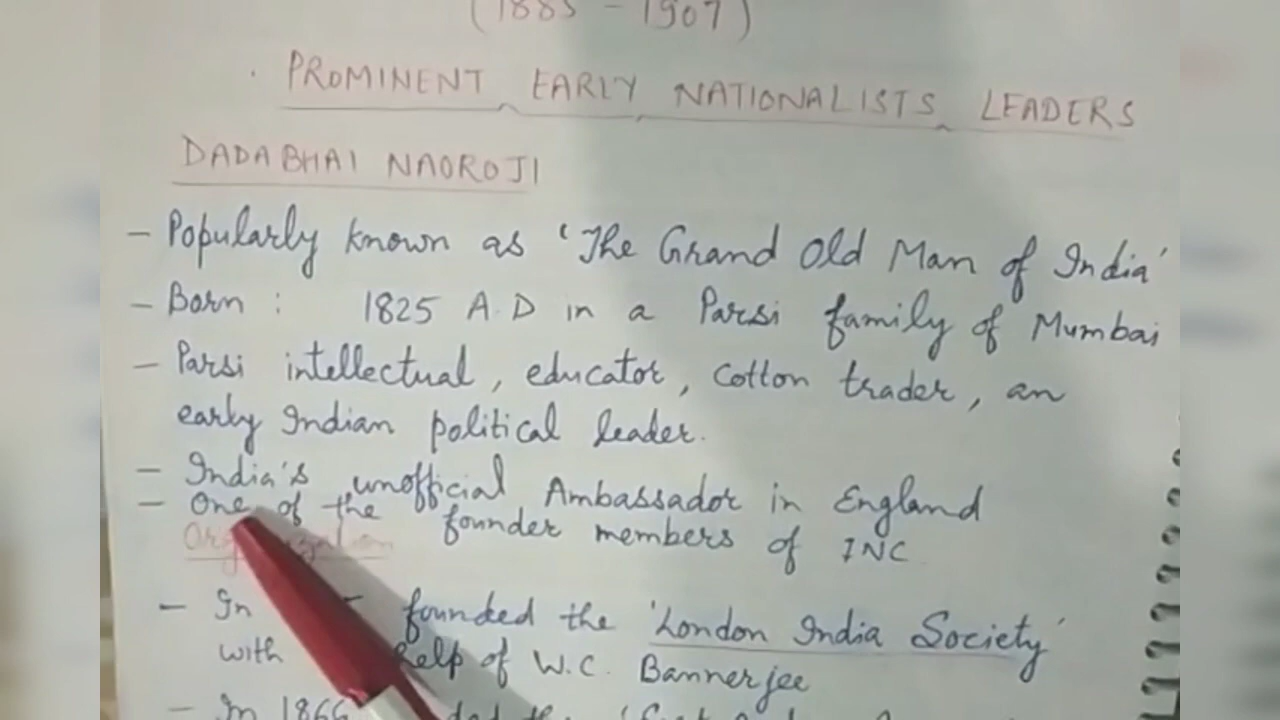 (1885 - 1907)
PROMINENT EARLY NATIONALISTS LEADERS
DADABHAI NAOROJI
- Popularly known as 'The Grand Old Man of India'
- Born : 1825 A.D in a Parsi family of Mumbai
- Parsi intellectual, educator, cotton trader, an
early Indian political leader.
- India's unofficial Ambassador in England
- One of the founder members of INC
- In founded the 'London India Society'
with help of W.C. Bannerjee
- In 1866 the